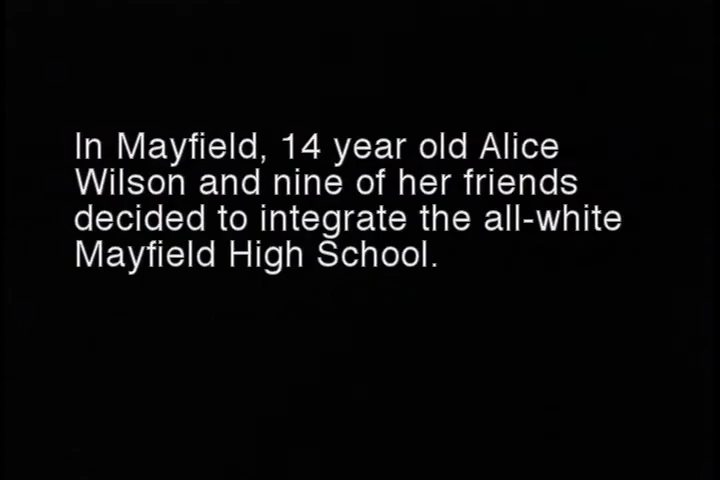 In Mayfield, 14 year old Alice
Wilson and nine of her friends
decided to integrate the all-white
Mayfield High School.